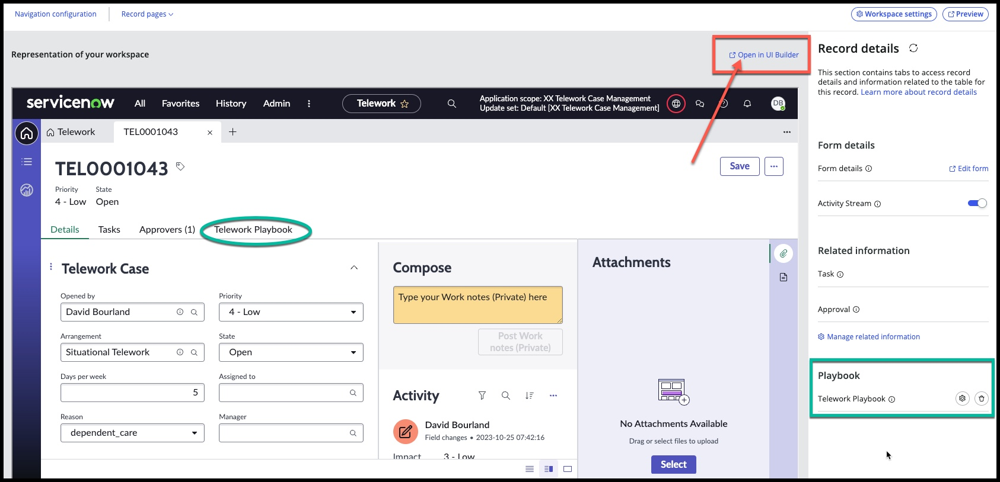 Navigation configuration
Record pages
Workspace settings
Preview
Representation of your workspace
Open in UI Builder
servicenow
All
Favorites
History
Admin
Telework
Application scope: XX Telework Case Management
Update set: Default [XX Telework Case Management]
DB
Telework
TEL0001043
TEL0001043
Save
Priority
State
4 - Low
Open
Details
Tasks
Approvers (1)
Telework Playbook
Telework Case
Opened by
David Bourland
Priority
4 - Low
Arrangement
Situational Telework
State
Open
Days per week
5
Assigned to
Reason
dependent_care
Manager
Compose
Type your Work notes (Private) here
Post Work
notes (Private)
Activity
David Bourland
Field changes • 2023-10-25 07:42:16
Impact
3 - Low
Attachments
No Attachments Available
Drag or select files to upload
Select
Record details
This section contains tabs to access record
details and information related to the table for
this record. Learn more about record details
Form details
Form details
Edit form
Activity Stream
Related information
Task
Approval
Manage related information
Playbook
Telework Playbook